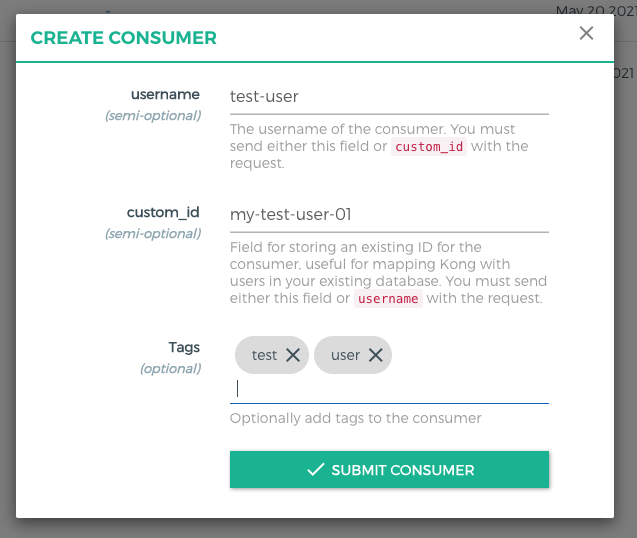 -
May 20 2021
CREATE CONSUMER
021
username
test-user
(semi-optional)
The username of the consumer. You must
send either this field or custom_id with the
request.
custom_id
my-test-user-01
(semi-optional)
Field for storing an existing ID for the
consumer, useful for mapping Kong with
users in your existing database. You must send
either this field or username with the request.
Tags
test
user
(optional)
Optionally add tags to the consumer
SUBMIT CONSUMER